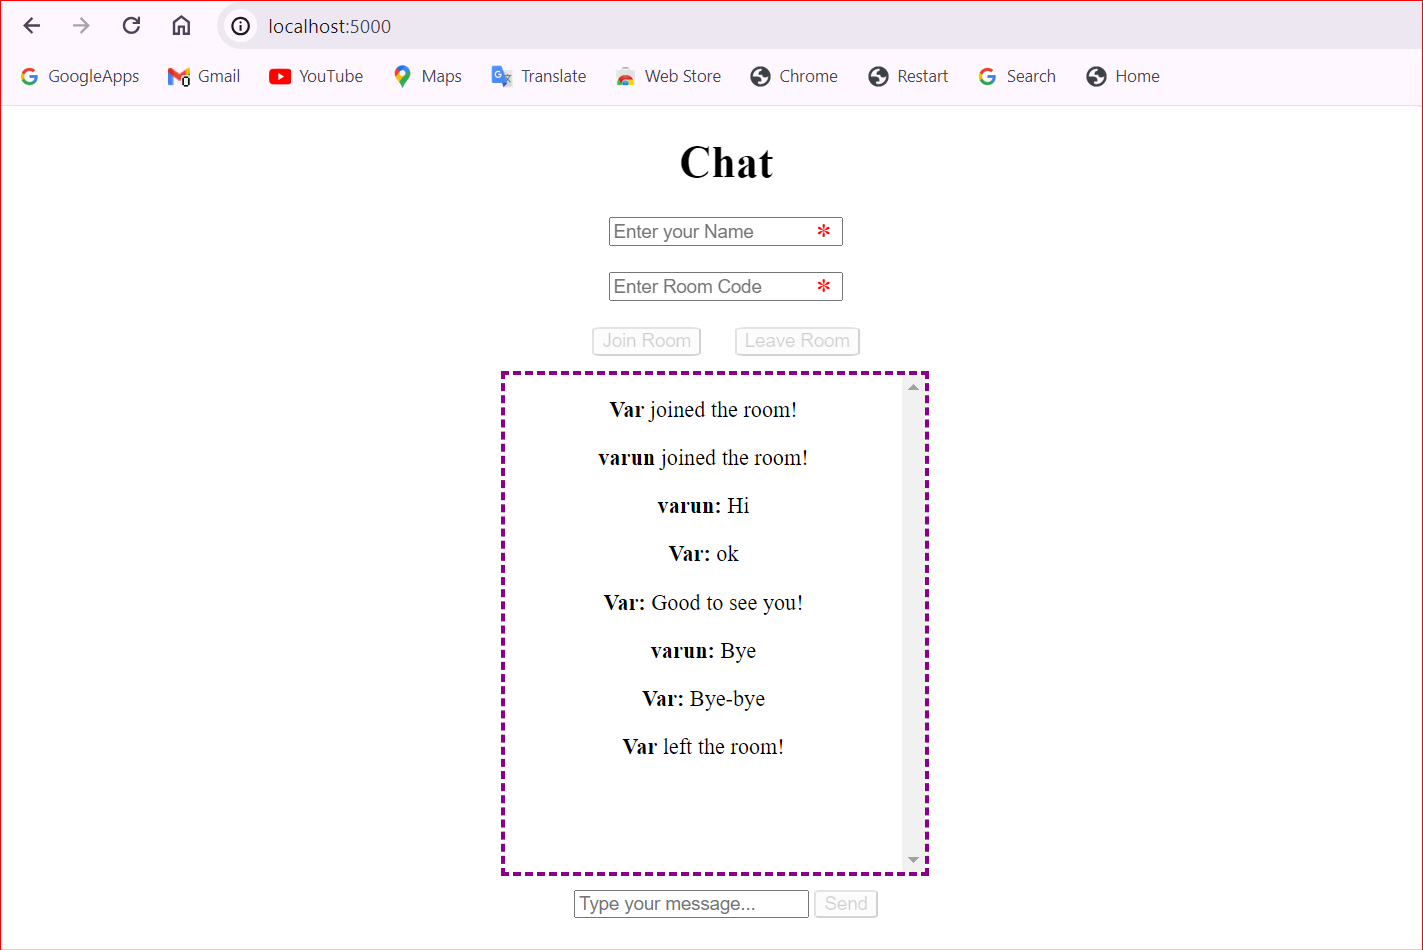 localhost:5000
GoogleApps Gmail YouTube Maps Translate Web Store Chrome Restart Search Home
Chat
Enter your Name *
Enter Room Code *
Join Room Leave Room
Var joined the room!
varun joined the room!
varun: Hi
Var: ok
Var: Good to see you!
varun: Bye
Var: Bye-bye
Var left the room!
Type your message... Send